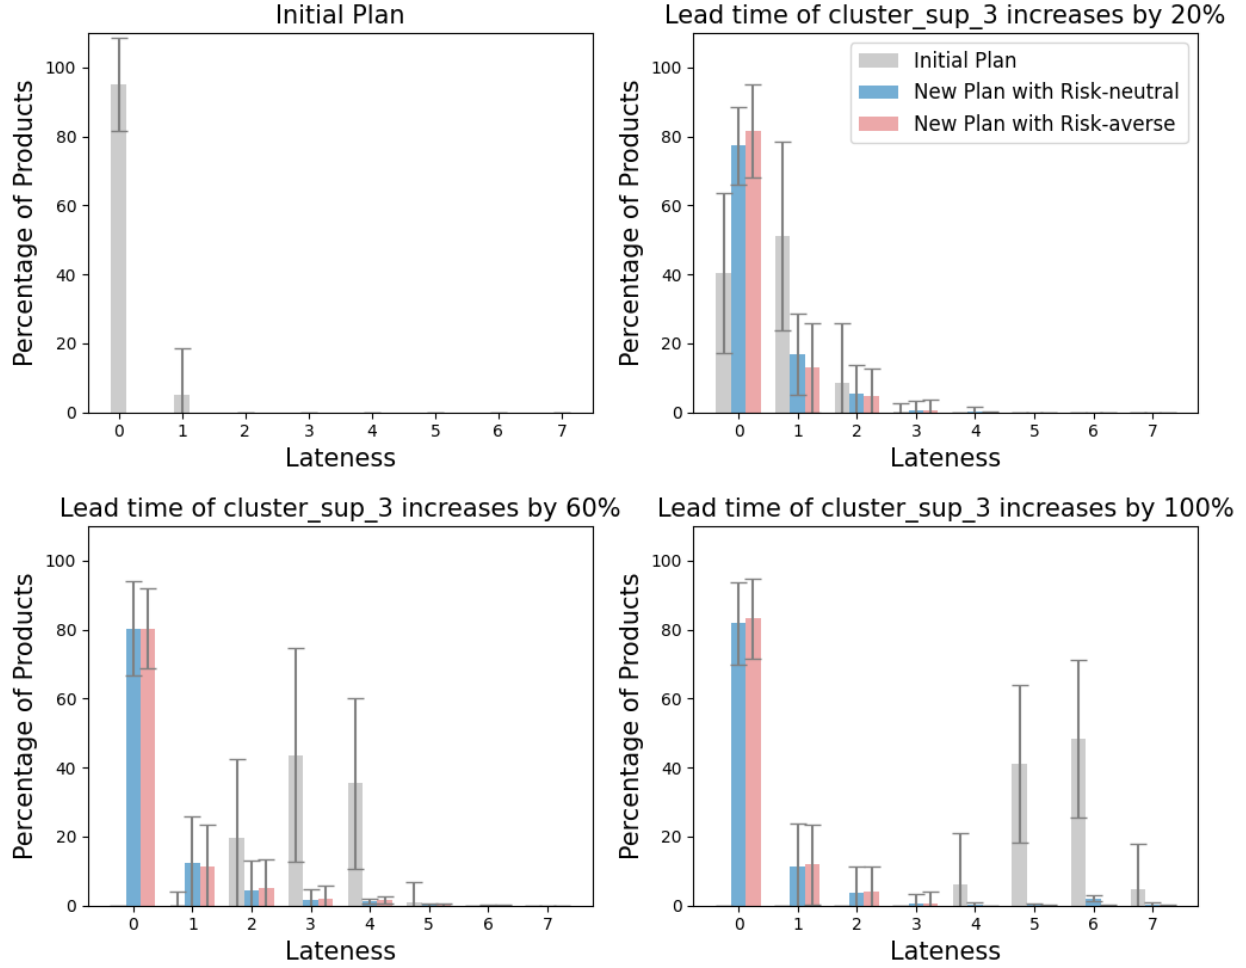 Initial Plan
Percentage of Products
100
80
60
40
20
0
0 1 2 3 4 5 6 7
Lateness
Lead time of cluster_sup_3 increases by 20%
Initial Plan
New Plan with Risk-neutral
New Plan with Risk-averse
Percentage of Products
100
80
60
40
20
0
0 1 2 3 4 5 6 7
Lateness
Lead time of cluster_sup_3 increases by 60%
Percentage of Products
100
80
60
40
20
0
0 1 2 3 4 5 6 7
Lateness
Lead time of cluster_sup_3 increases by 100%
Percentage of Products
100
80
60
40
20
0
0 1 2 3 4 5 6 7
Lateness